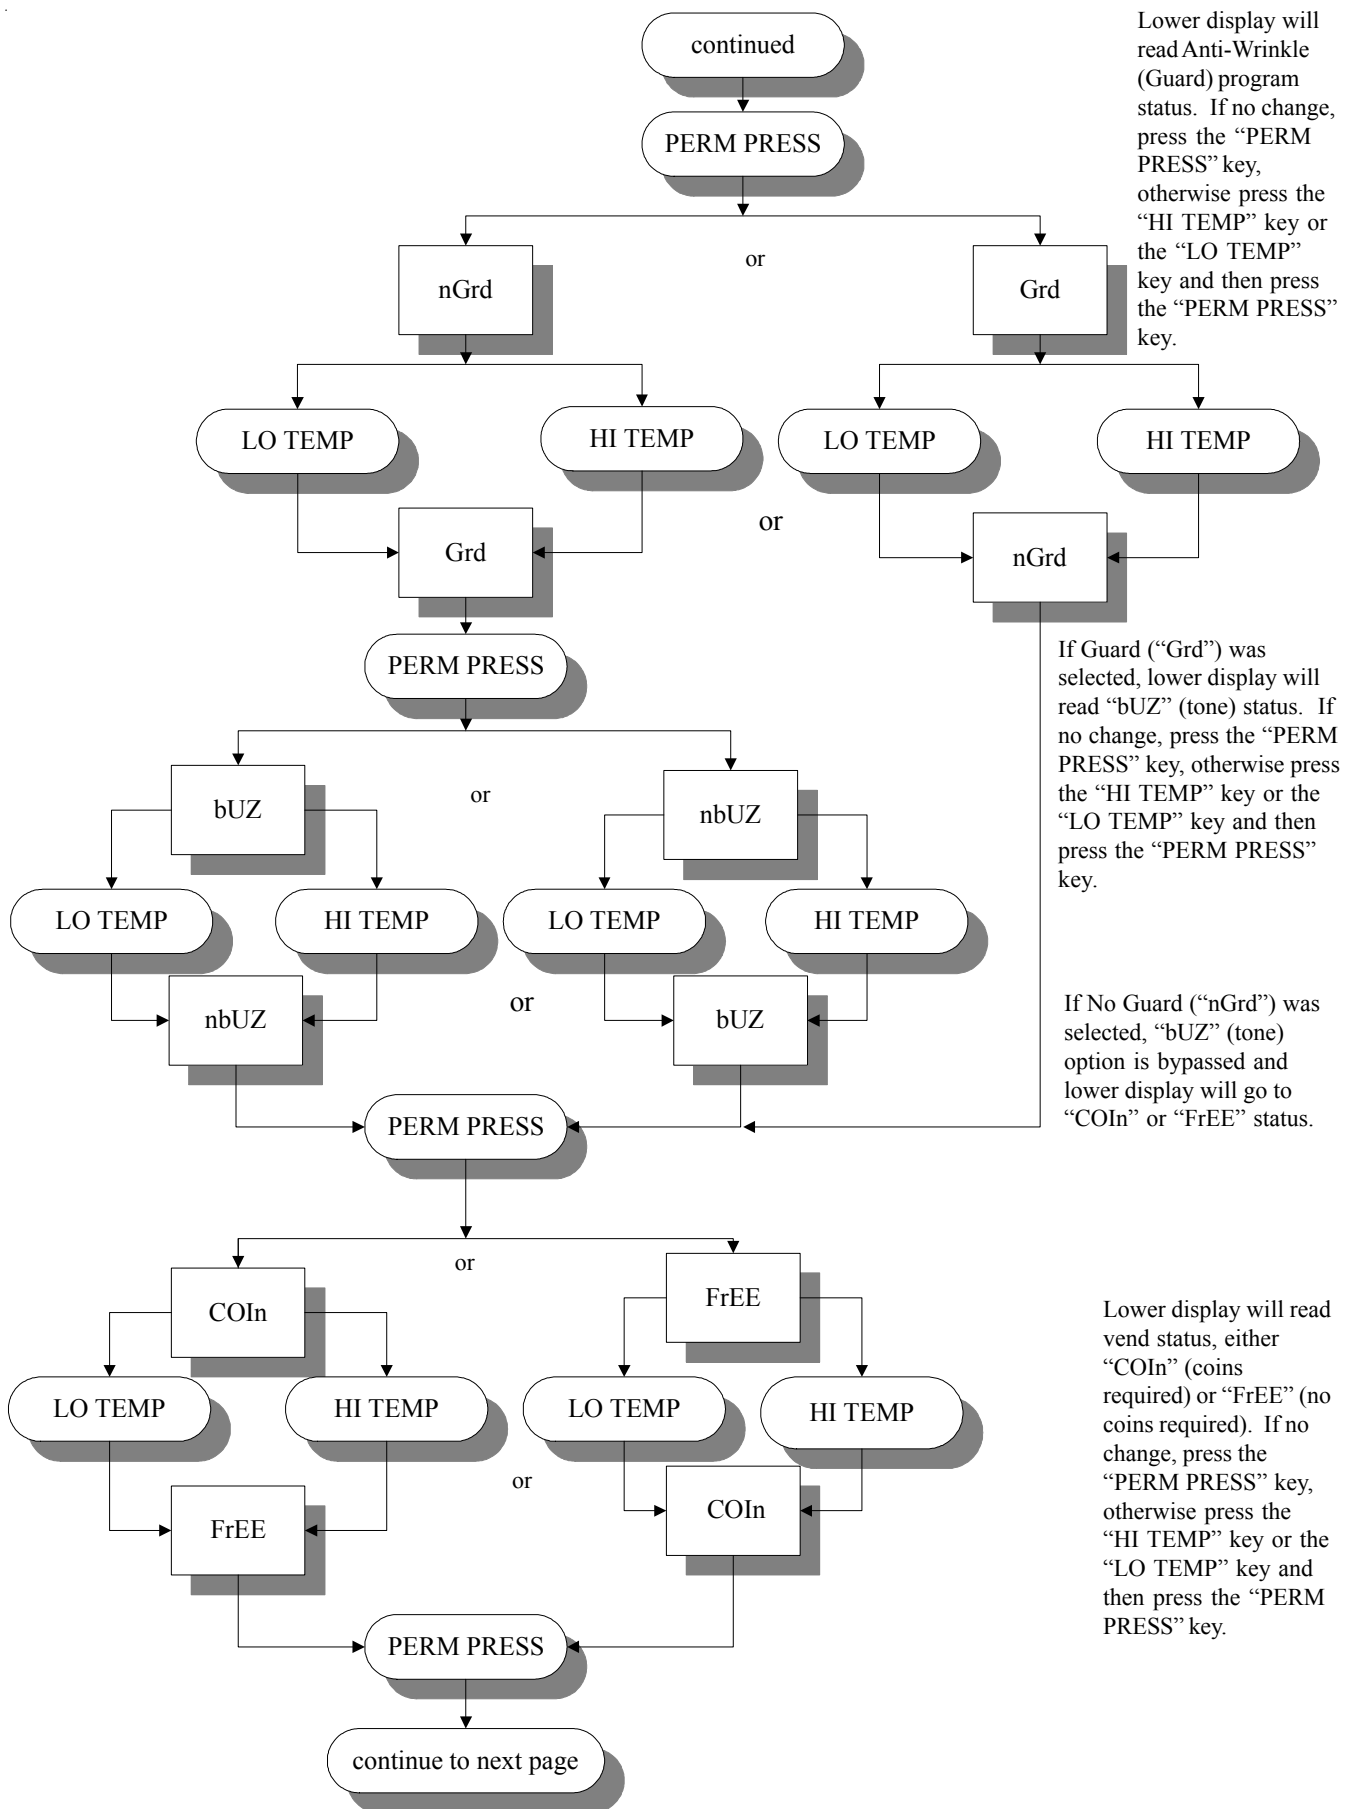 continued
Lower display will
read Anti-Wrinkle
(Guard) program
status. If no change,
press the “PERM
PRESS” key,
otherwise press the
“HI TEMP” key or
the “LO TEMP”
key and then press
the “PERM PRESS”
key.
PERM PRESS
nGrd
or
Grd
LO TEMP
HI TEMP
LO TEMP
HI TEMP
Grd
or
nGrd
PERM PRESS
If Guard (“Grd”) was
selected, lower display will
read “bUZ” (tone) status. If
no change, press the “PERM
PRESS” key, otherwise press
the “HI TEMP” key or the
“LO TEMP” key and then
press the “PERM PRESS”
key.
bUZ
or
nbUZ
LO TEMP
HI TEMP
LO TEMP
HI TEMP
nbUZ
or
bUZ
If No Guard (“nGrd”) was
selected, “bUZ” (tone)
option is bypassed and
lower display will go to
“COIn” or “FrEE” status.
PERM PRESS
COIn
or
FrEE
LO TEMP
HI TEMP
LO TEMP
HI TEMP
Lower display will read
vend status, either
“COIn” (coins
required) or “FrEE” (no
coins required). If no
change, press the
“PERM PRESS” key,
otherwise press the
“HI TEMP” key or the
“LO TEMP” key and
then press the “PERM
PRESS” key.
FrEE
or
COIn
PERM PRESS
continue to next page